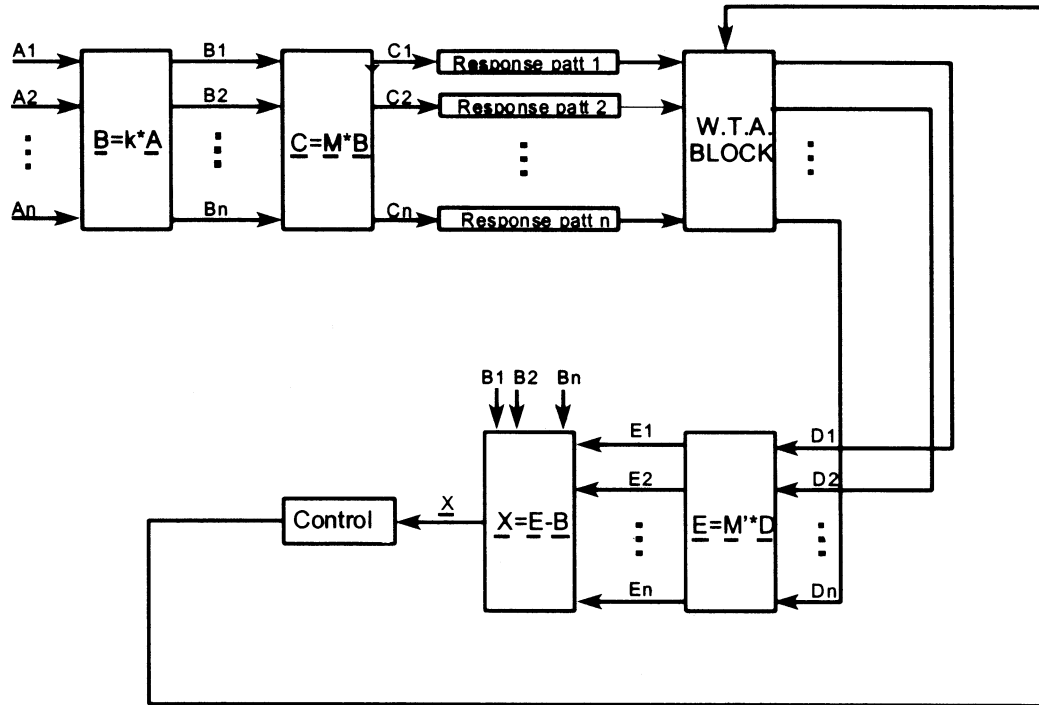 A1
B1
C1
Response patt 1
A2
B2
C2
Response patt 2
B=k*A
C=M*B
W.T.A.
BLOCK
An
Bn
Cn
Response patt n
B1
B2
Bn
E1
D1
E2
D2
X
Control
X=E-B
E=M'*D
En
Dn